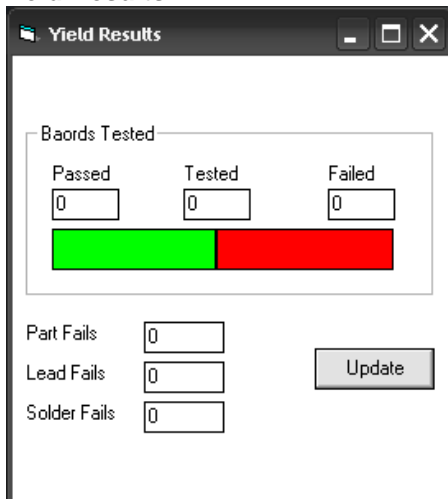 Yield Results
Baords Tested
Passed Tested Failed
0 0 0
Part Fails 0
Lead Fails 0
Update
Solder Fails 0